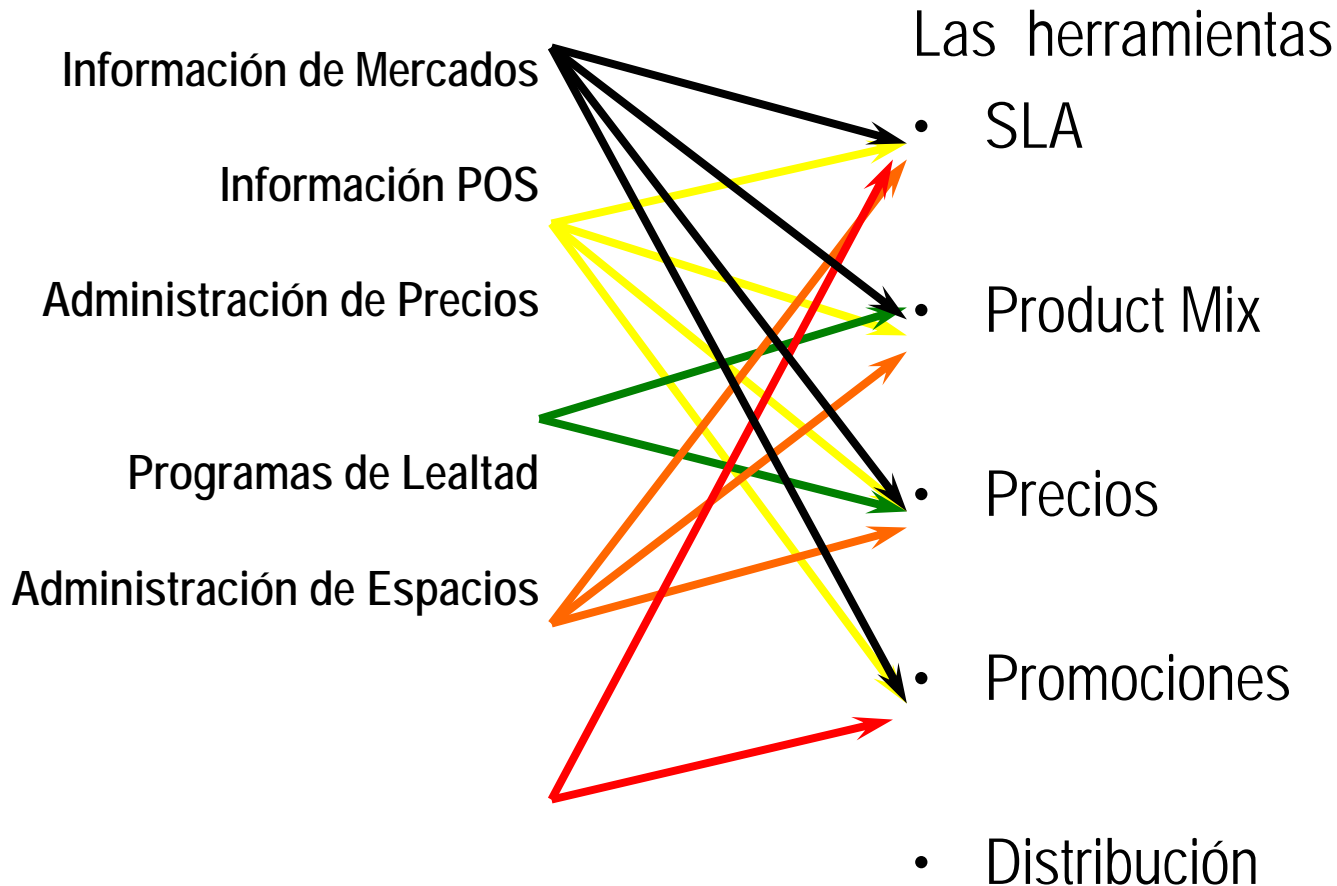 Información de Mercados
Información POS
Administración de Precios
Programas de Lealtad
Administración de Espacios
Las herramientas
• SLA
• Product Mix
• Precios
• Promociones
• Distribución